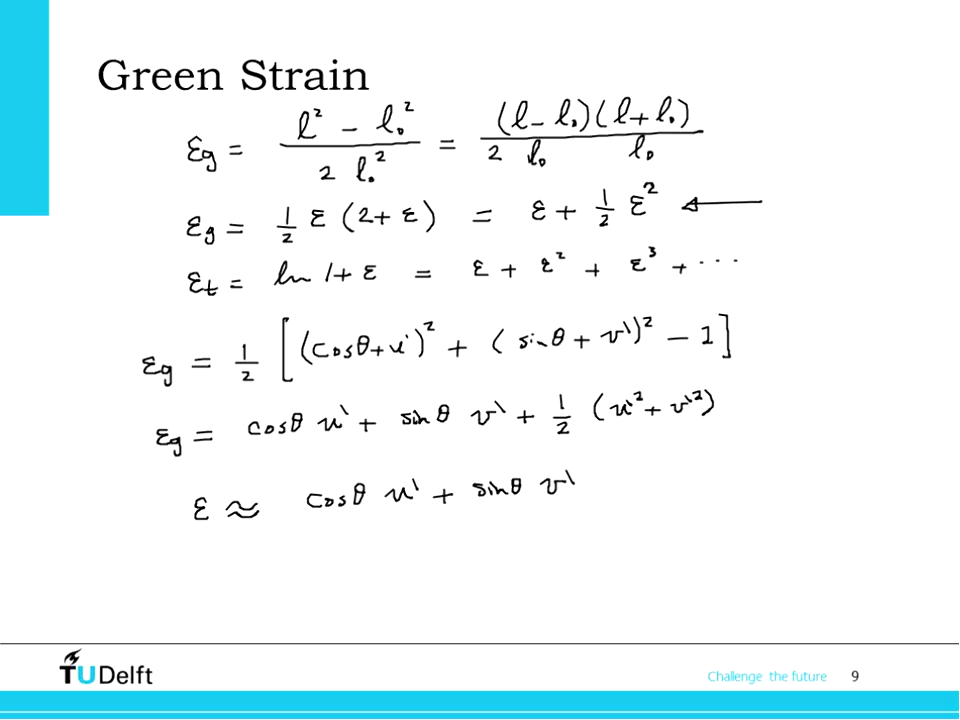 Green Strain
εg = (l² - l₀²) / (2 l₀²) = (l - l₀)(l + l₀) / (2 l₀ l₀)
εg = 1/2 ε (2 + ε) = ε + 1/2 ε² ←
εt = ln 1 + ε = ε + ε² + ε³ + ...
εg = 1/2 [(cosθ + u')² + (sinθ + v')² - 1]
εg = cosθ u' + sinθ v' + 1/2 (u'² + v'²)
ε ≈ cosθ u' + sinθ v'
TUDelft
Challenge the future 9